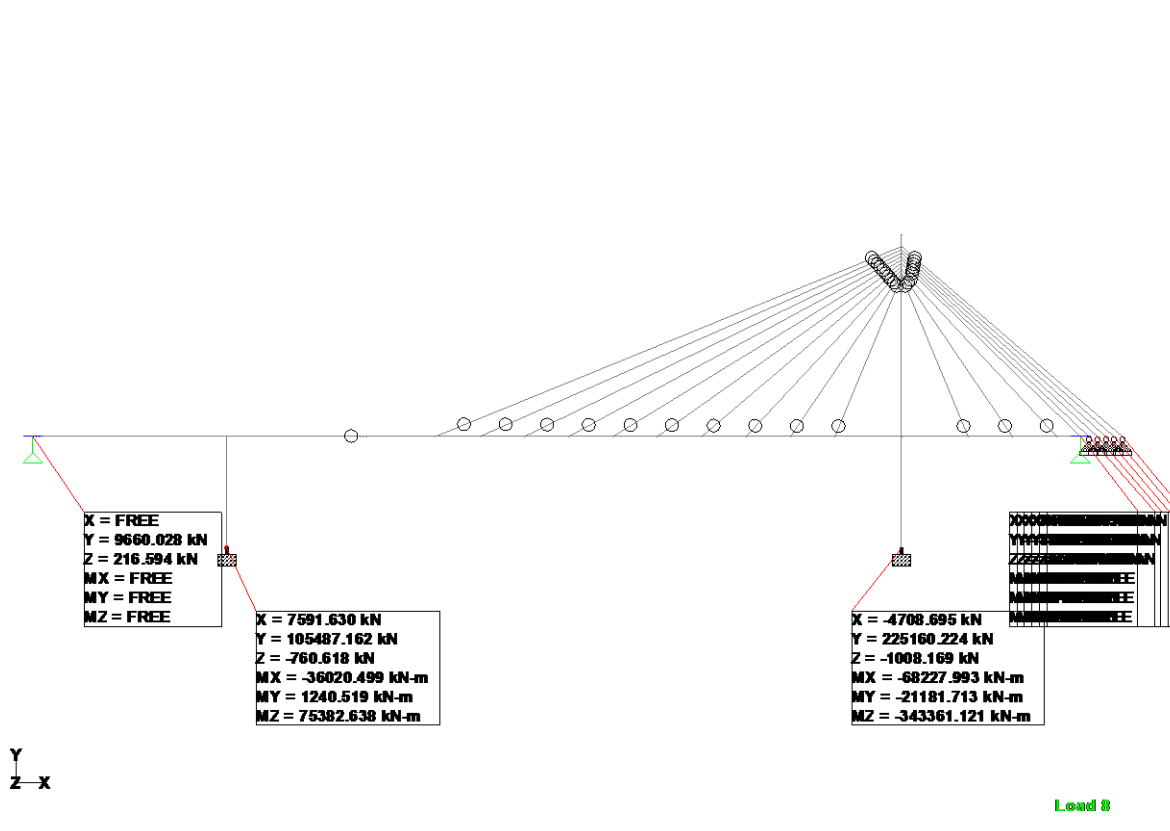 X = FREE
Y = 9660.028 kN
Z = 216.594 kN
MX = FREE
MY = FREE
MZ = FREE
X = 7591.630 kN
Y = 105487.162 kN
Z = -760.618 kN
MX = -36020.499 kN-m
MY = 1240.519 kN-m
MZ = 75382.638 kN-m
X = -4708.695 kN
Y = 225160.224 kN
Z = -1008.169 kN
MX = -68227.993 kN-m
MY = -21181.713 kN-m
MZ = -343361.121 kN-m
Y
Z X
Load 8